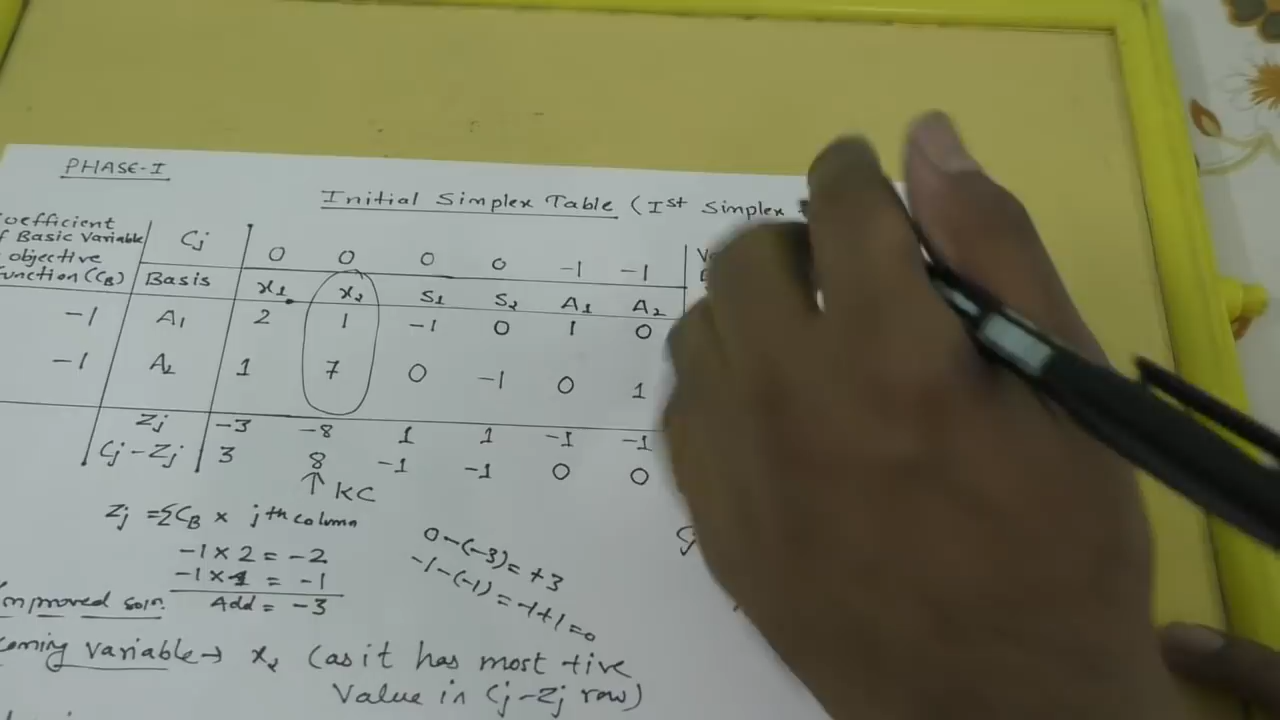 PHASE-I
Initial Simplex Table (Ist Simplex
oefficient
f Basic Variable
objective
unction (CB)
Cj 0 0 0 0 -1 -1
Basis x1 x2 S1 S2 A1 A2
-1 A1 2 1 -1 0 1 0
-1 A2 1 7 0 -1 0 1
Zj -3 -8 1 1 -1 -1
Cj-Zj 3 8 -1 -1 0 0
↑ KC
Zj = ΣCB × jth column
-1 × 2 = -2
-1 × 1 = -1
Add = -3
0-(-3) = +3
-1-(-1) = -1+1=0
Cj
mproved soln.
coming variable → x2 (as it has most +ive
value in Cj-Zj row)